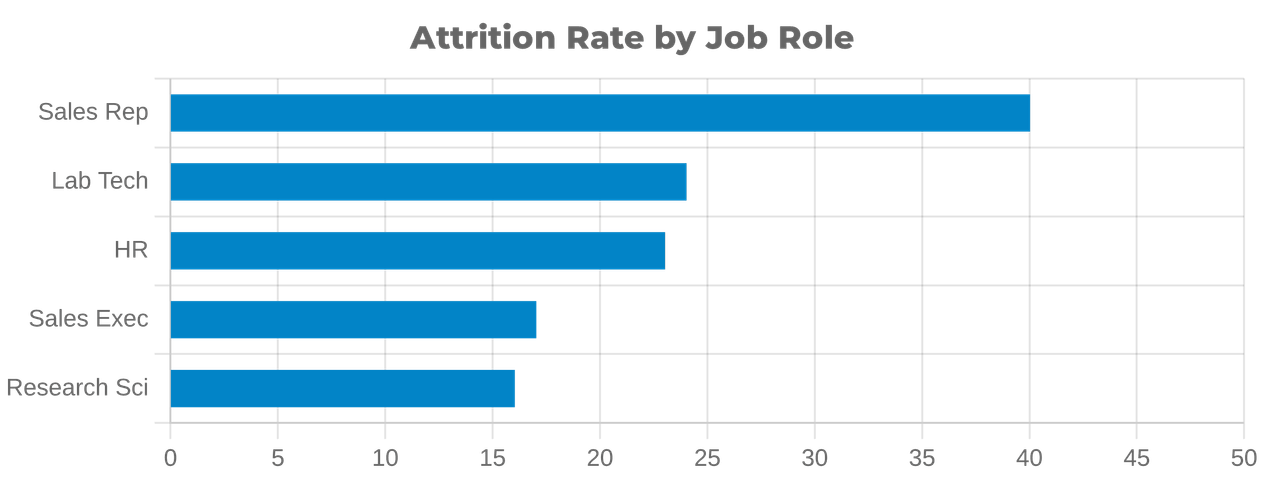 Attrition Rate by Job Role
Sales Rep
Lab Tech
HR
Sales Exec
Research Sci
0 5 10 15 20 25 30 35 40 45 50